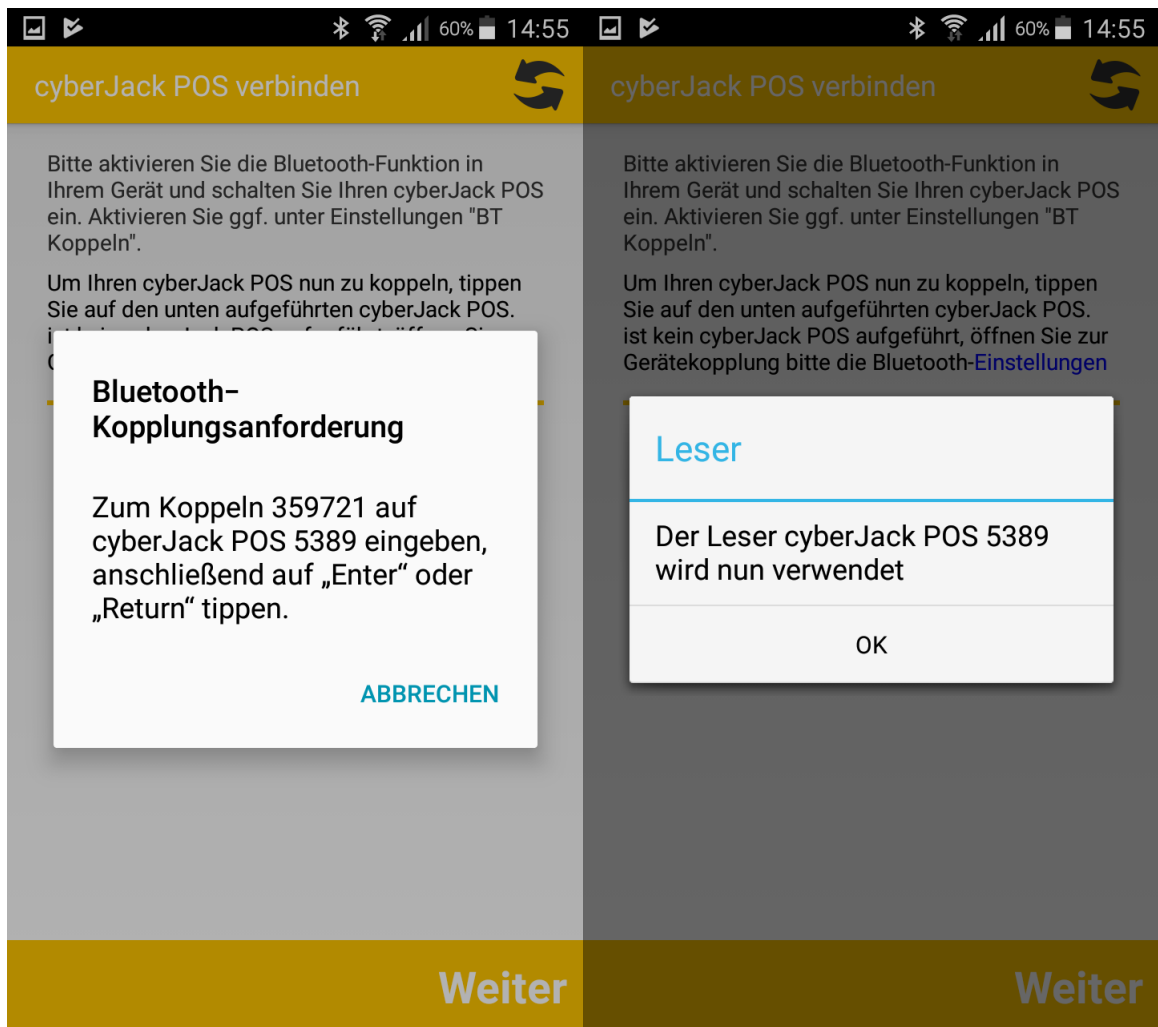 60% 14:55
cyberJack POS verbinden
Bitte aktivieren Sie die Bluetooth-Funktion in
Ihrem Gerät und schalten Sie Ihren cyberJack POS
ein. Aktivieren Sie ggf. unter Einstellungen "BT
Koppeln".
Um Ihren cyberJack POS nun zu koppeln, tippen
Sie auf den unten aufgeführten cyberJack POS.
Bluetooth-
Kopplungsanforderung
Zum Koppeln 359721 auf
cyberJack POS 5389 eingeben,
anschließend auf „Enter“ oder
„Return“ tippen.
ABBRECHEN
Weiter
60% 14:55
cyberJack POS verbinden
Bitte aktivieren Sie die Bluetooth-Funktion in
Ihrem Gerät und schalten Sie Ihren cyberJack POS
ein. Aktivieren Sie ggf. unter Einstellungen "BT
Koppeln".
Um Ihren cyberJack POS nun zu koppeln, tippen
Sie auf den unten aufgeführten cyberJack POS.
ist kein cyberJack POS aufgeführt, öffnen Sie zur
Gerätekopplung bitte die Bluetooth-Einstellungen
Leser
Der Leser cyberJack POS 5389
wird nun verwendet
OK
Weiter